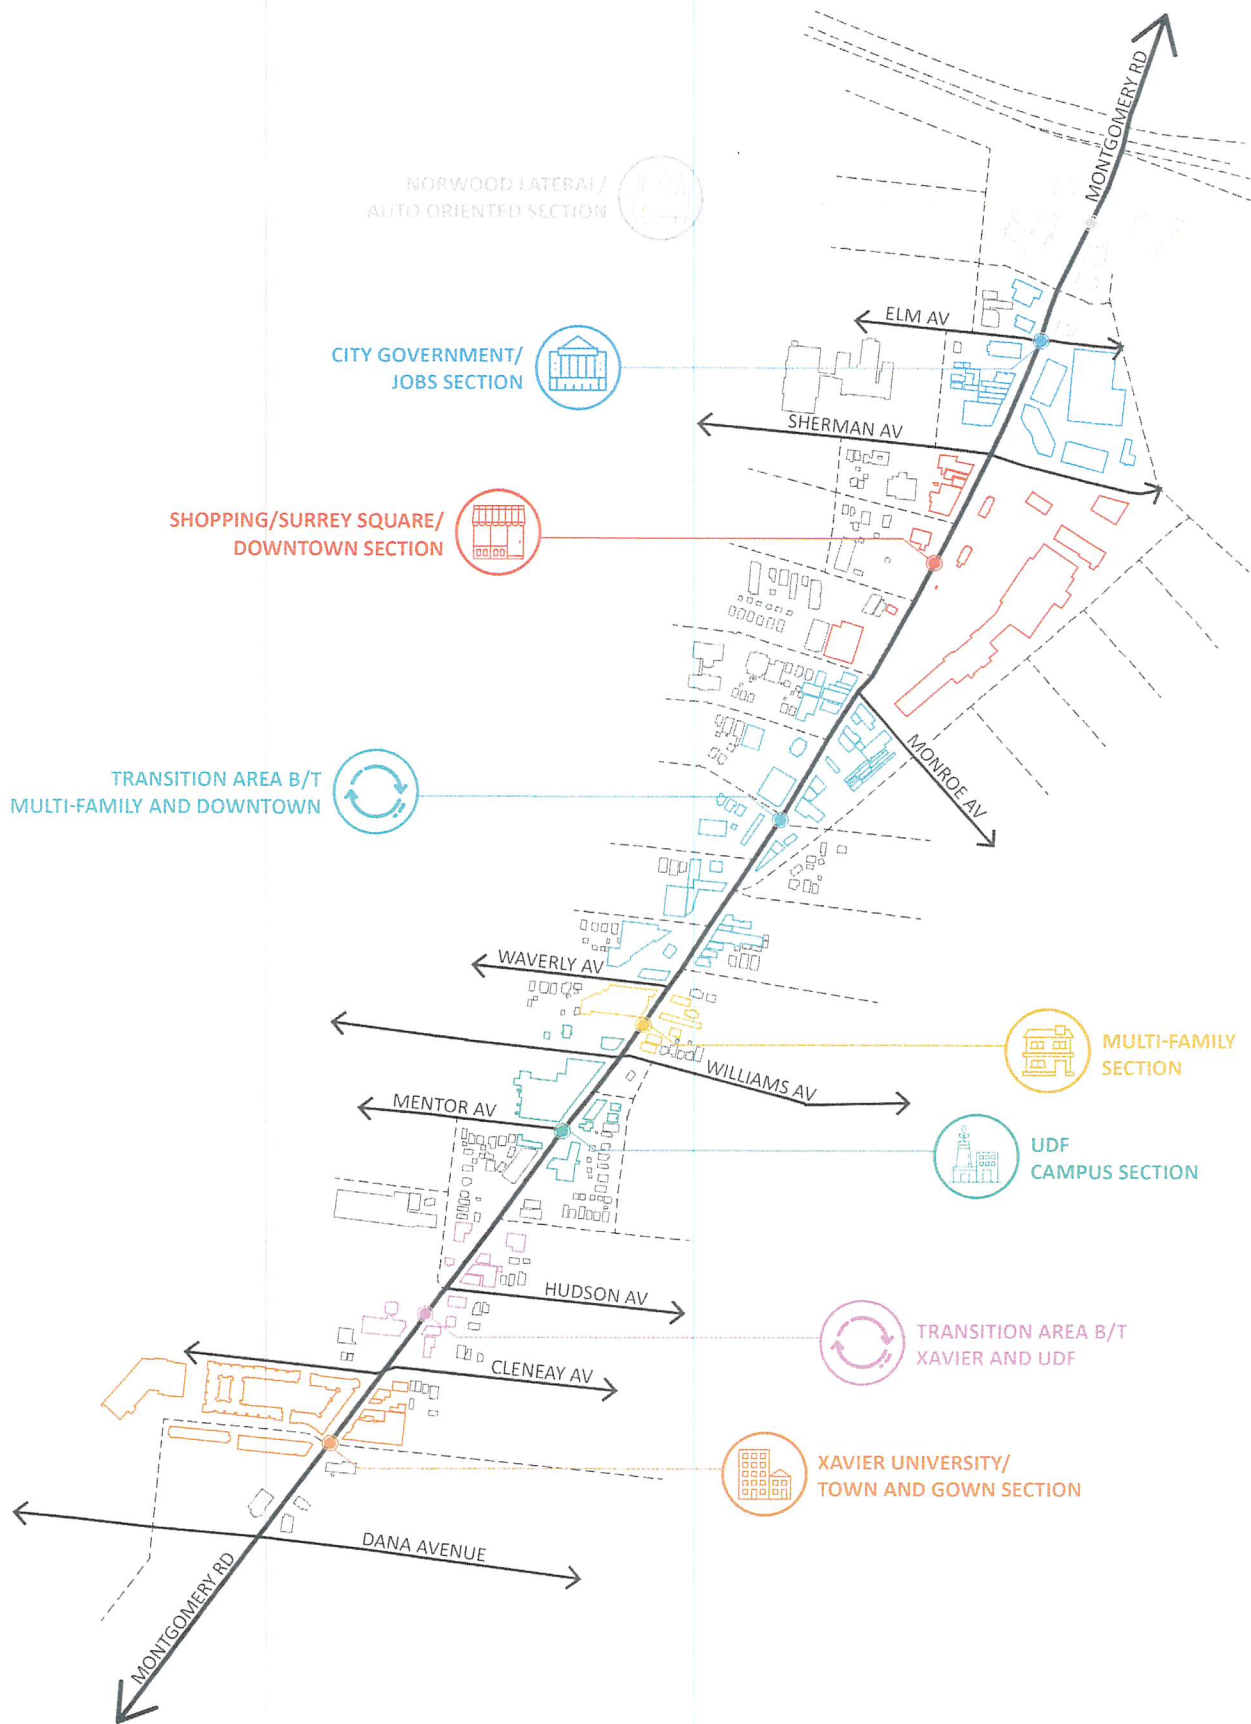 MONTGOMERY RD
NORWOOD LATERAL/
AUTO ORIENTED SECTION
ELM AV
CITY GOVERNMENT/
JOBS SECTION
SHERMAN AV
SHOPPING/SURREY SQUARE/
DOWNTOWN SECTION
MONROE AV
TRANSITION AREA B/T
MULTI-FAMILY AND DOWNTOWN
WAVERLY AV
MULTI-FAMILY
SECTION
WILLIAMS AV
MENTOR AV
UDF
CAMPUS SECTION
HUDSON AV
TRANSITION AREA B/T
XAVIER AND UDF
CLENEAY AV
XAVIER UNIVERSITY/
TOWN AND GOWN SECTION
DANA AVENUE
MONTGOMERY RD